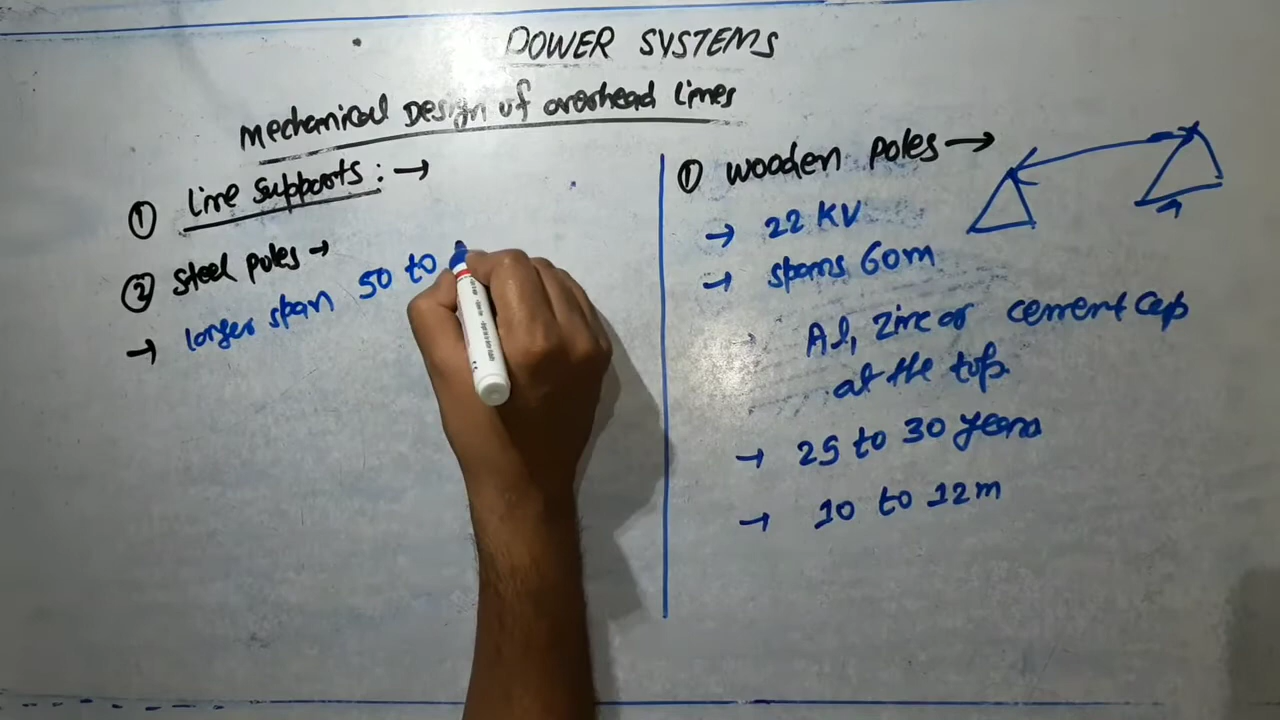 POWER SYSTEMS
Mechanical Design of overhead lines
① Line Supports : →
② Steel poles →
→ longer span 50 to
① wooden poles →
→ 22 KV
→ spans 60m
Al, Zinc or cement cap
at the top.
→ 25 to 30 years
→ 10 to 12m